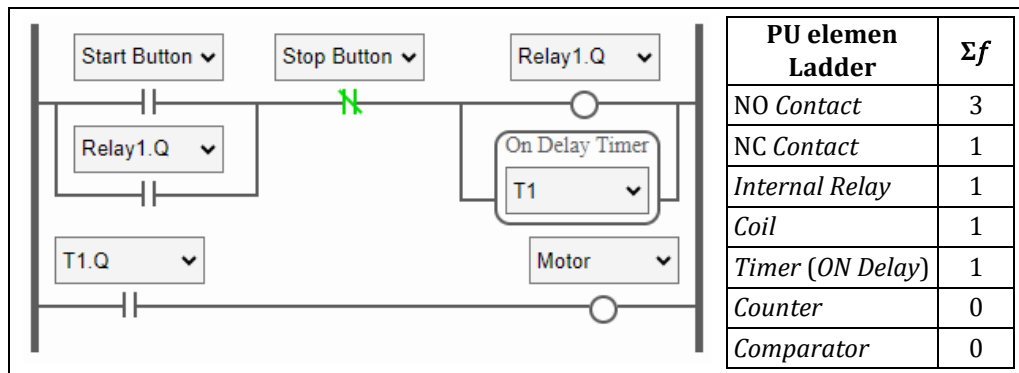 Start Button
Stop Button
Relay1.Q
Relay1.Q
On Delay Timer
T1
T1.Q
Motor
PU elemen Ladder
Σf
NO Contact 3
NC Contact 1
Internal Relay 1
Coil 1
Timer (ON Delay) 1
Counter 0
Comparator 0